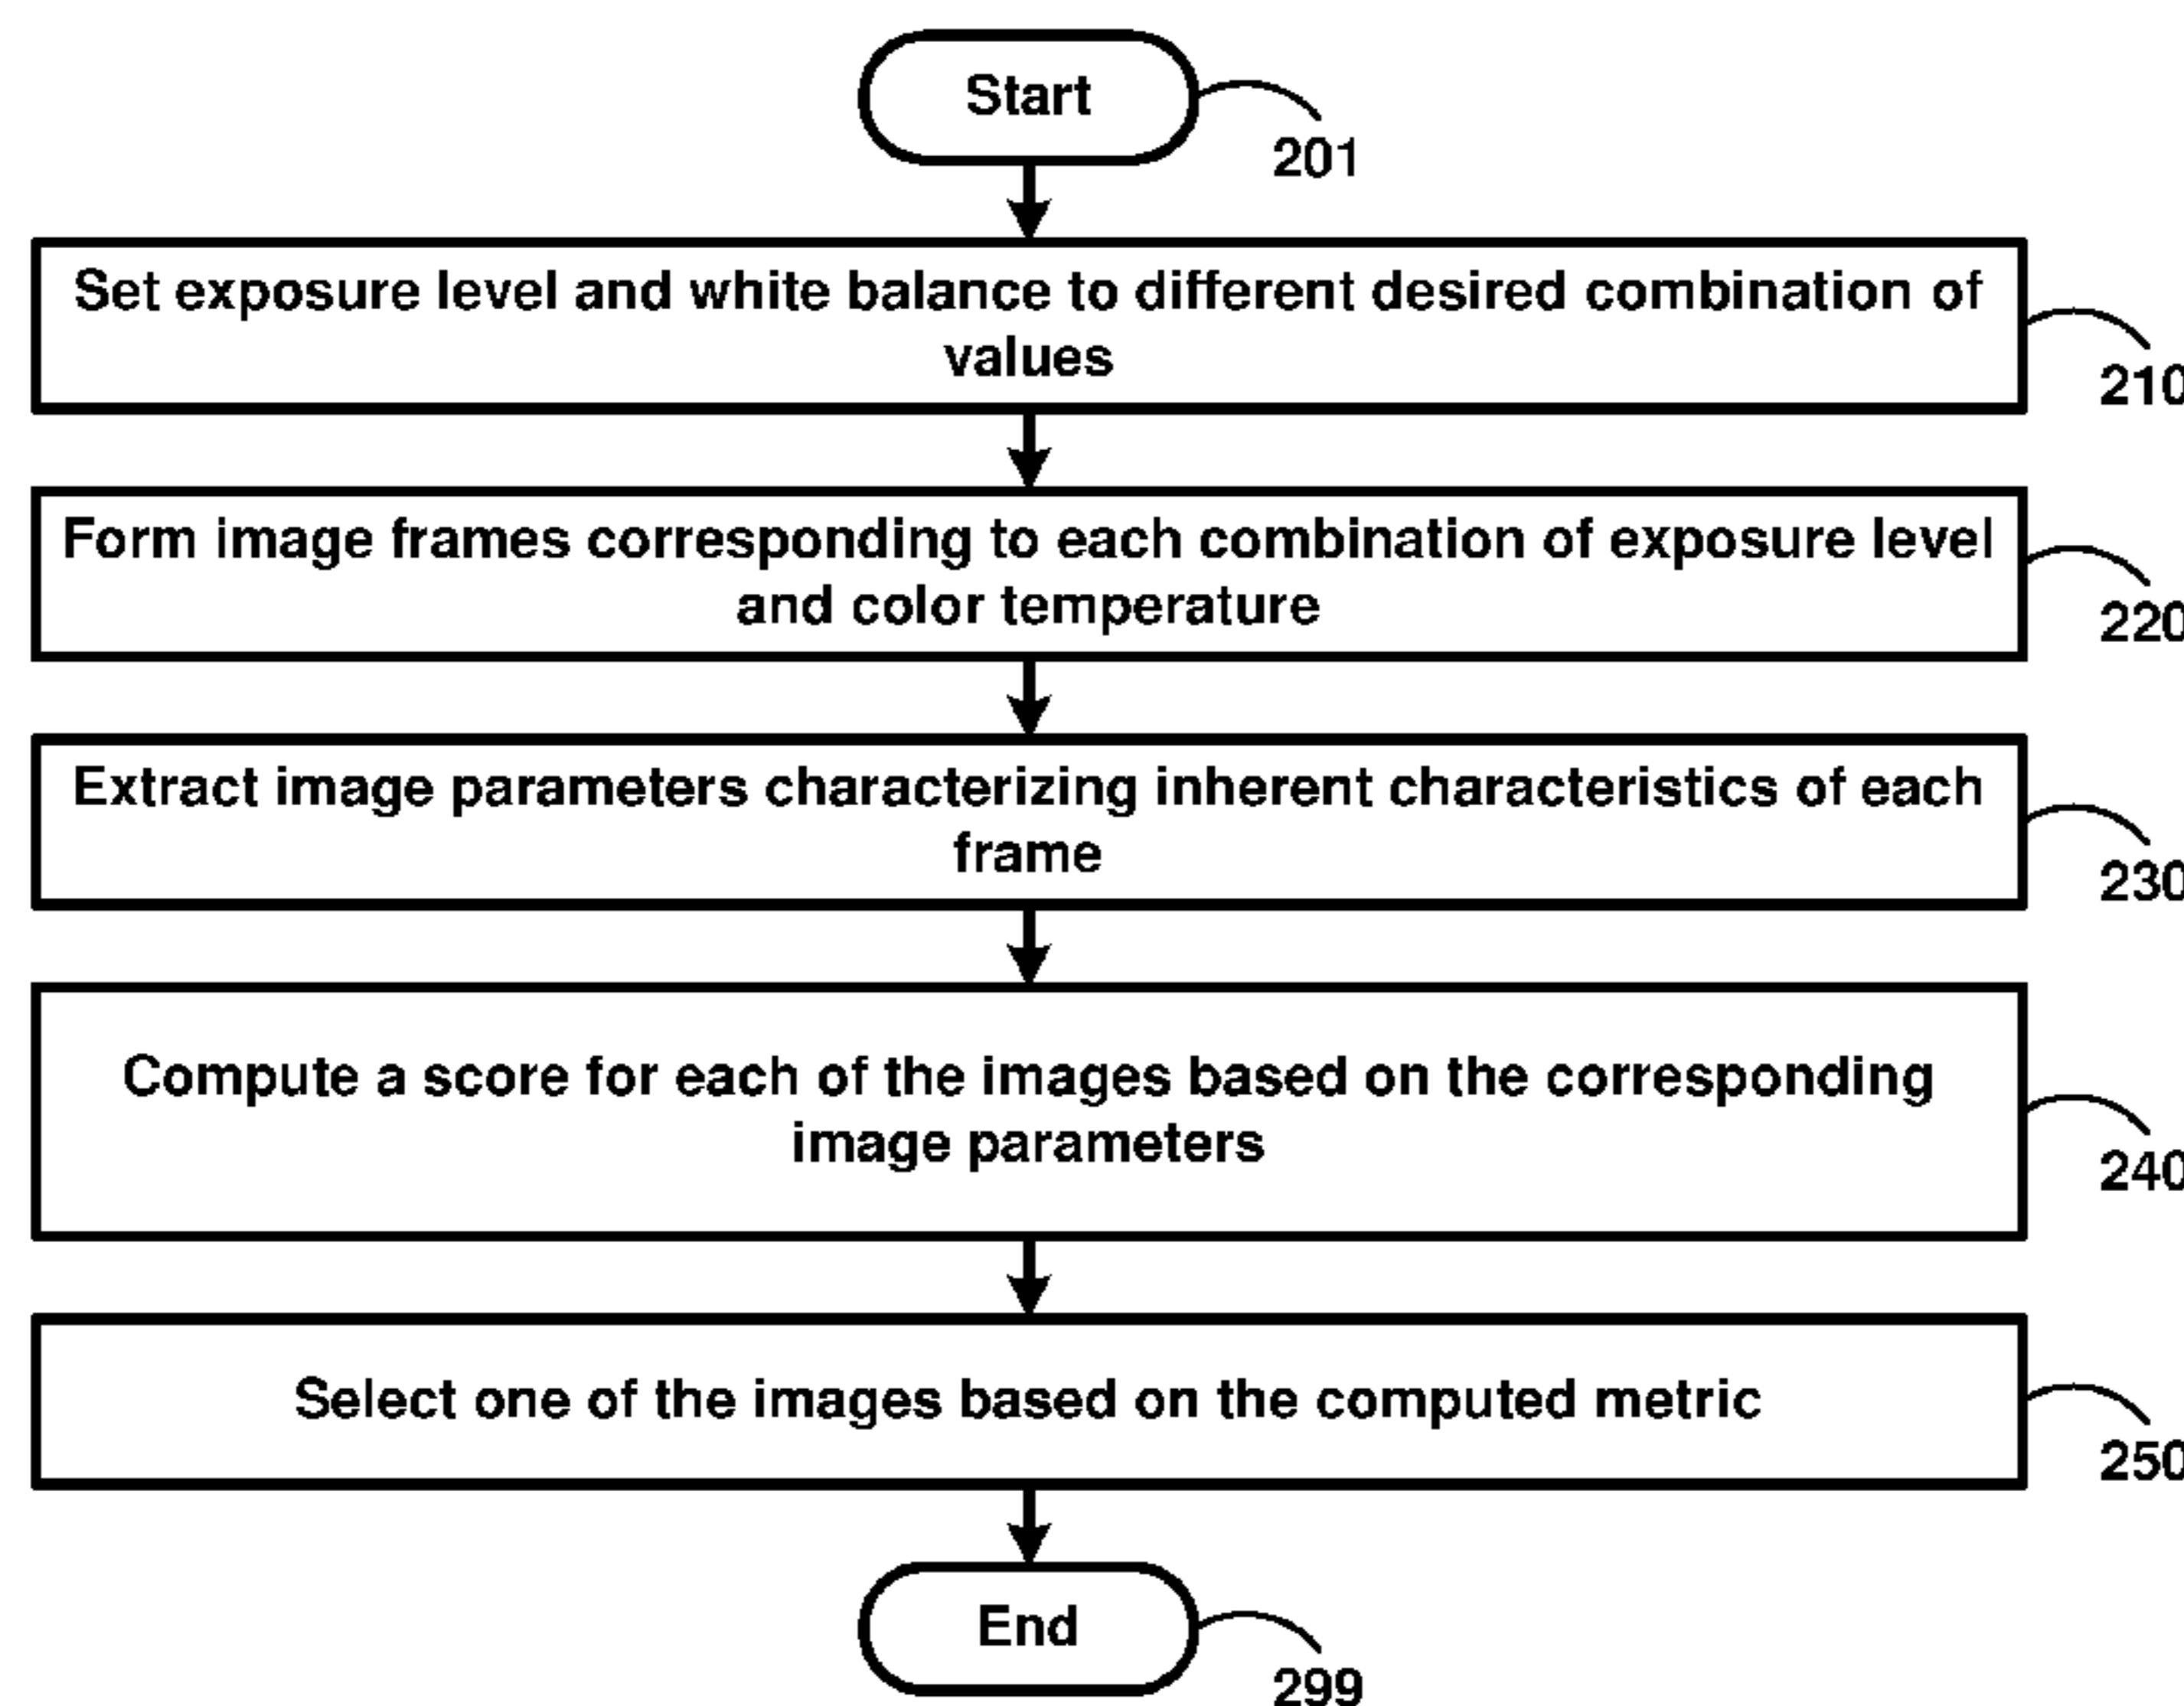 Start
201
Set exposure level and white balance to different desired combination of
values
210
Form image frames corresponding to each combination of exposure level
and color temperature
220
Extract image parameters characterizing inherent characteristics of each
frame
230
Compute a score for each of the images based on the corresponding
image parameters
240
Select one of the images based on the computed metric
250
End
299